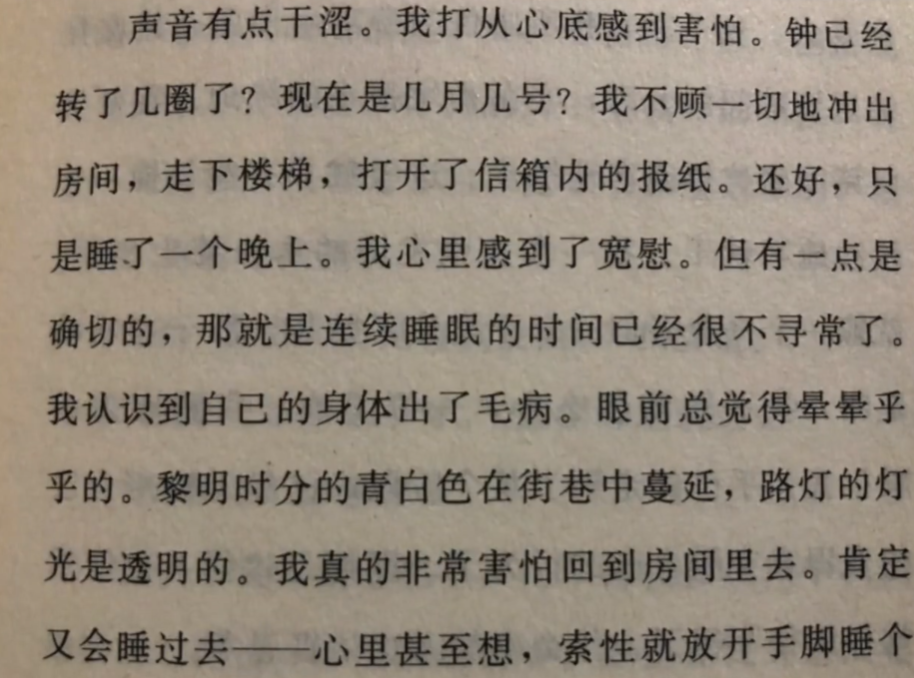 声音有点干涩。我打从心底感到害怕。钟已经
转了几圈了？现在是几月几号？我不顾一切地冲出
房间，走下楼梯，打开了信箱内的报纸。还好，只
是睡了一个晚上。我心里感到了宽慰。但有一点是
确切的，那就是连续睡眠的时间已经很不寻常了。
我认识到自己的身体出了毛病。眼前总觉得晕晕乎
乎的。黎明时分的青白色在街巷中蔓延，路灯的灯
光是透明的。我真的非常害怕回到房间里去。肯定
又会睡过去——心里甚至想，索性就放开手脚睡个